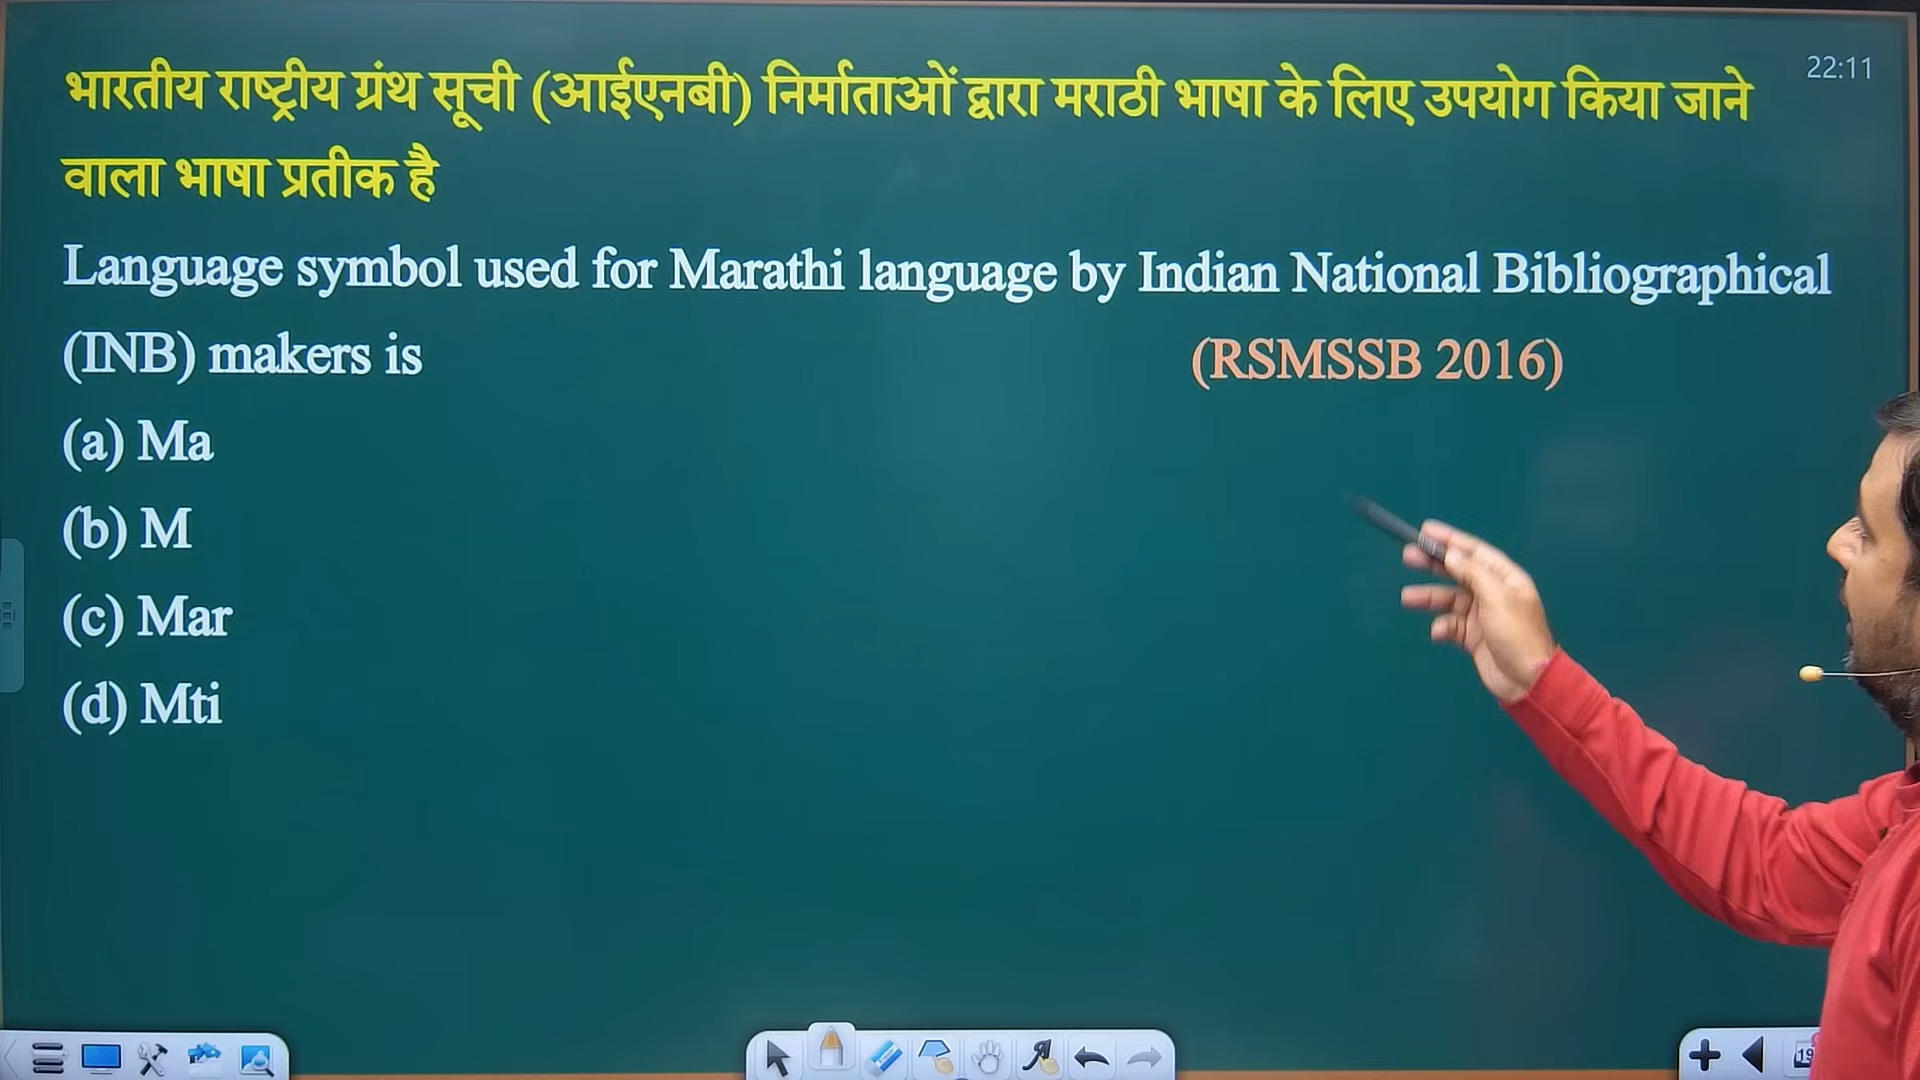 22:11
भारतीय राष्ट्रीय ग्रंथ सूची (आईएनबी) निर्माताओं द्वारा मराठी भाषा के लिए उपयोग किया जाने
वाला भाषा प्रतीक है
Language symbol used for Marathi language by Indian National Bibliographical
(INB) makers is (RSMSSB 2016)
(a) Ma
(b) M
(c) Mar
(d) Mti
19